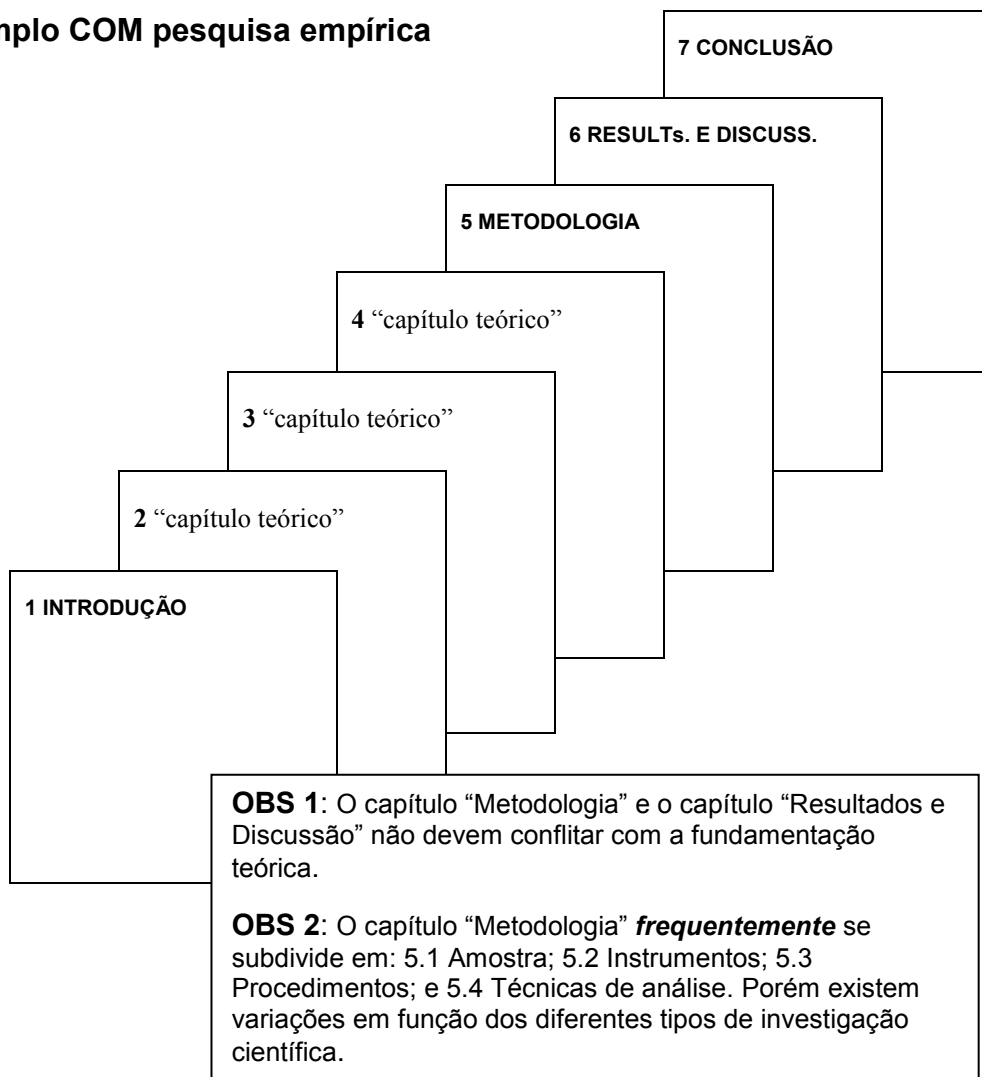 nplo COM pesquisa empírica
7 CONCLUSÃO
6 RESULTs. E DISCUSS.
5 METODOLOGIA
4 “capítulo teórico”
3 “capítulo teórico”
2 “capítulo teórico”
1 INTRODUÇÃO
OBS 1: O capítulo “Metodologia” e o capítulo “Resultados e
Discussão” não devem conflitar com a fundamentação
teórica.
OBS 2: O capítulo “Metodologia” frequentemente se
subdivide em: 5.1 Amostra; 5.2 Instrumentos; 5.3
Procedimentos; e 5.4 Técnicas de análise. Porém existem
variações em função dos diferentes tipos de investigação
científica.